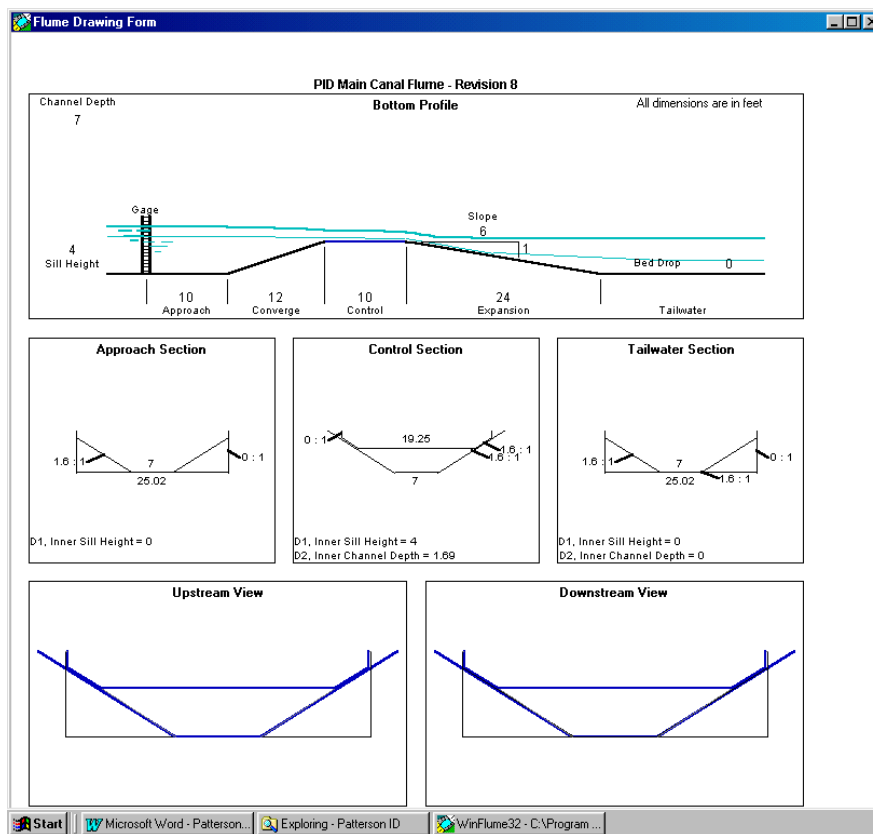 Flume Drawing Form
PID Main Canal Flume - Revision 8
Channel Depth
7
Bottom Profile
All dimensions are in feet
Gage
Slope
6
1
4
Sill Height
Bed Drop 0
10
Approach
12
Converge
10
Control
24
Expansion
Tailwater
Approach Section
1.6 : 1
7
0 : 1
25.02
D1, Inner Sill Height = 0
Control Section
0 : 1
19.25
1.6 : 1
1.6 : 1
7
D1, Inner Sill Height = 4
D2, Inner Channel Depth = 1.69
Tailwater Section
1.6 : 1
7
0 : 1
25.02
1.6 : 1
D1, Inner Sill Height = 0
D2, Inner Channel Depth = 0
Upstream View
Downstream View
Start
Microsoft Word - Patterson...
Exploring - Patterson ID
WinFlume32 - C:\Program ...